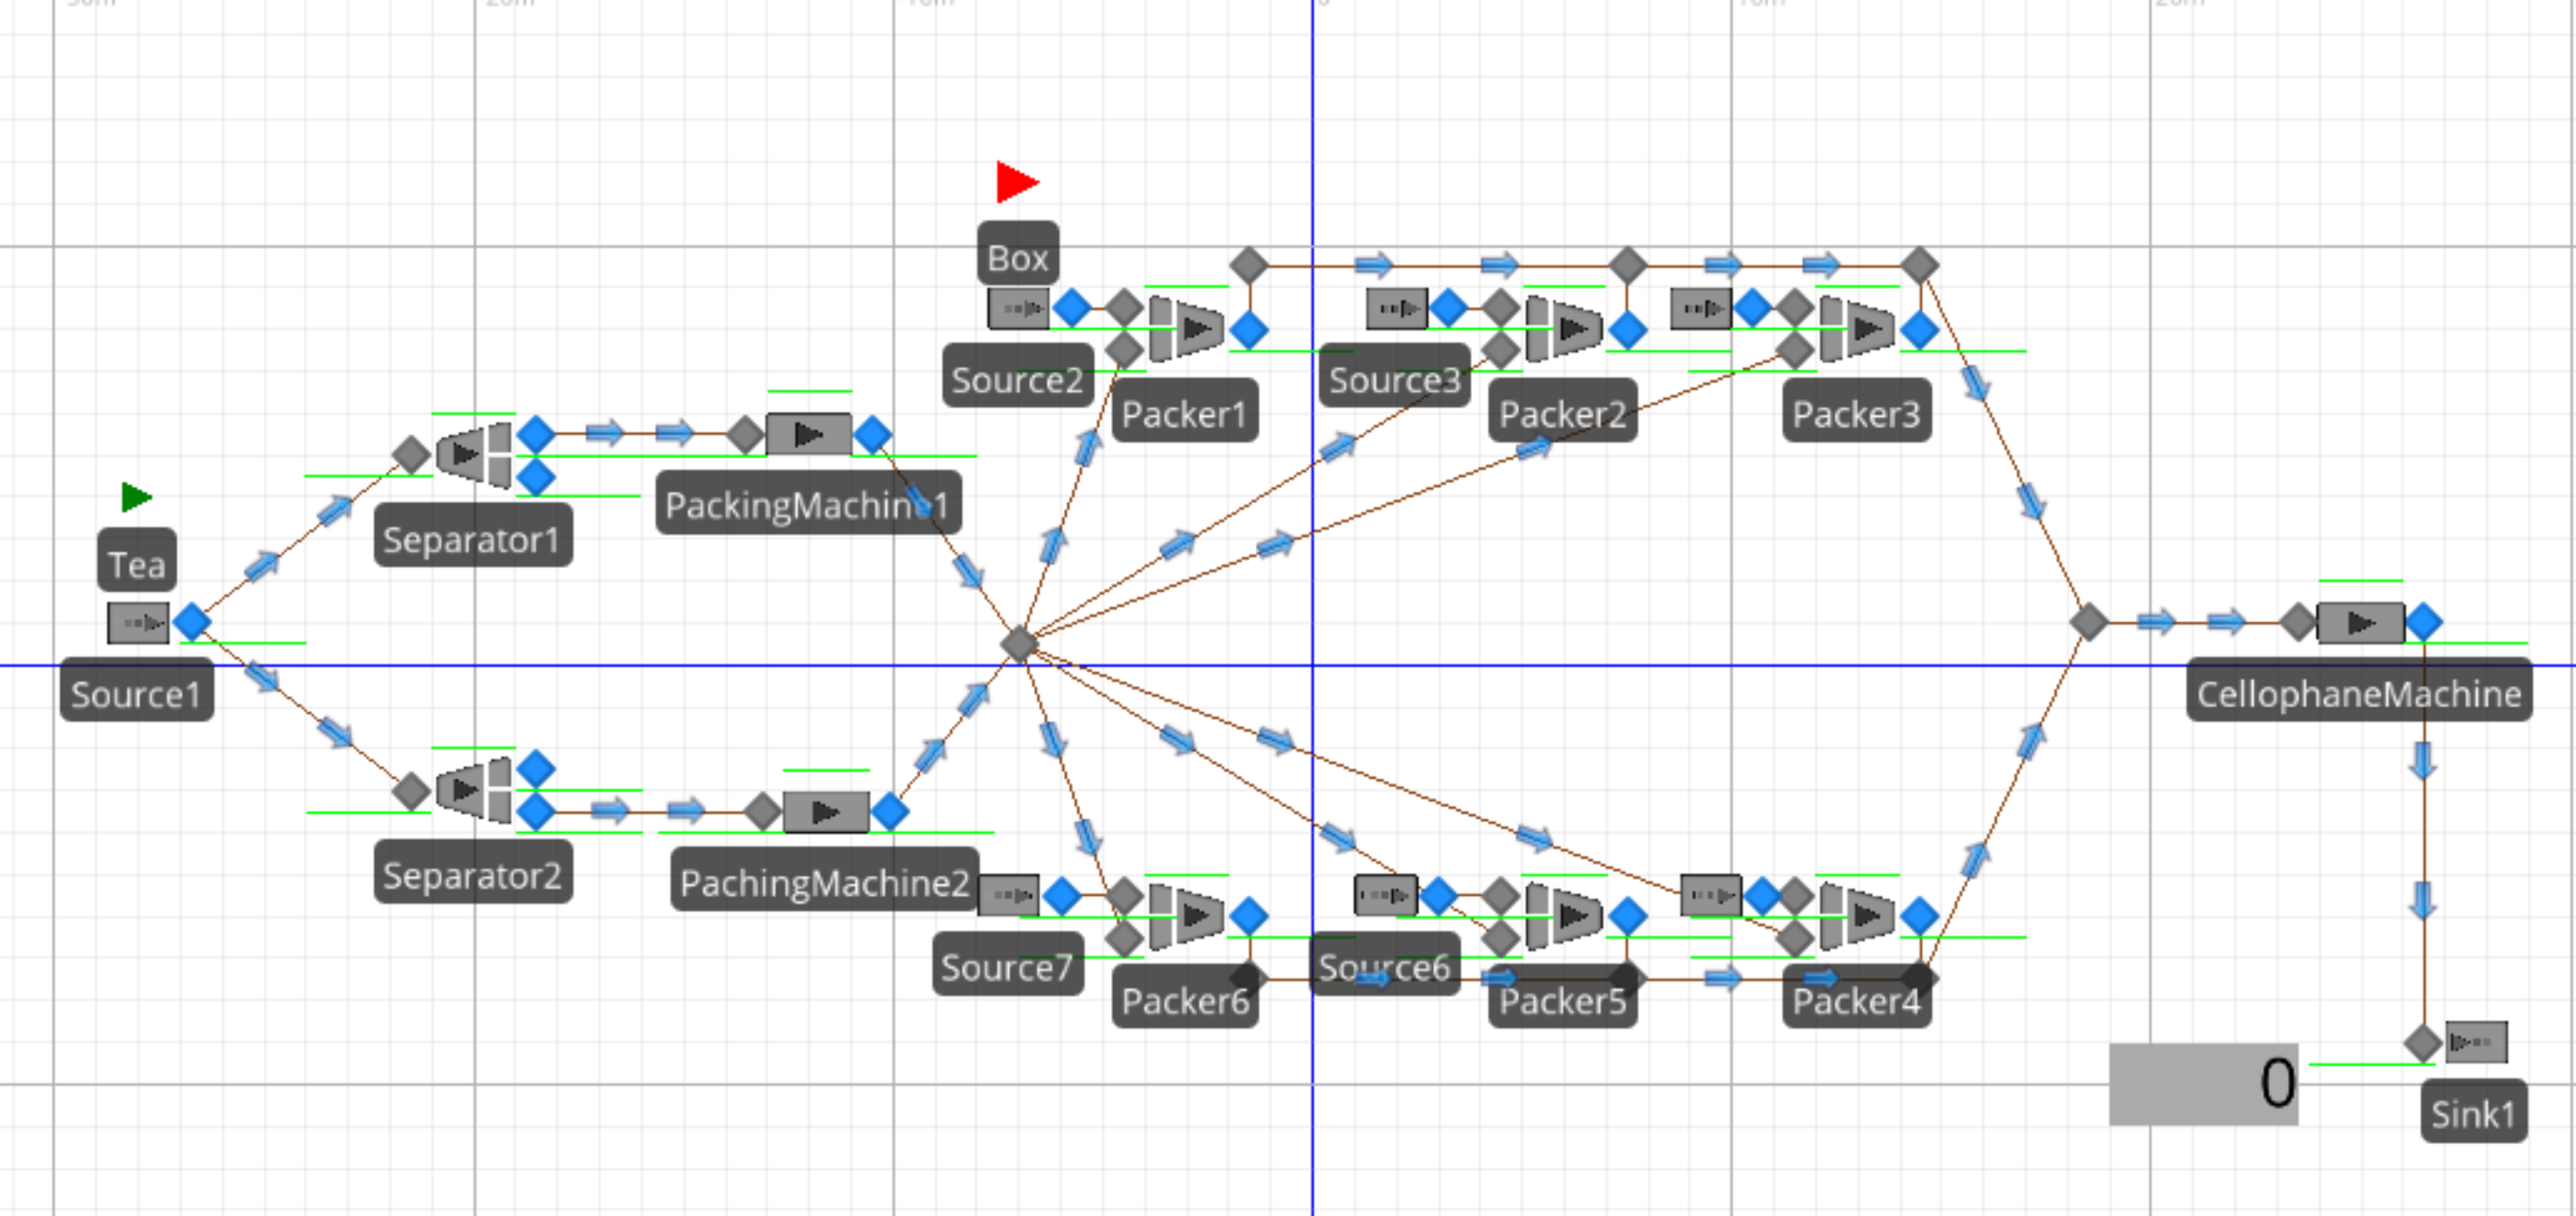 Box
Source2
Packer1
Source3
Packer2
Packer3
Separator1
PackingMachine1
Tea
Source1
CellophaneMachine
Separator2
PachingMachine2
Source7
Packer6
Source6
Packer5
Packer4
0
Sink1